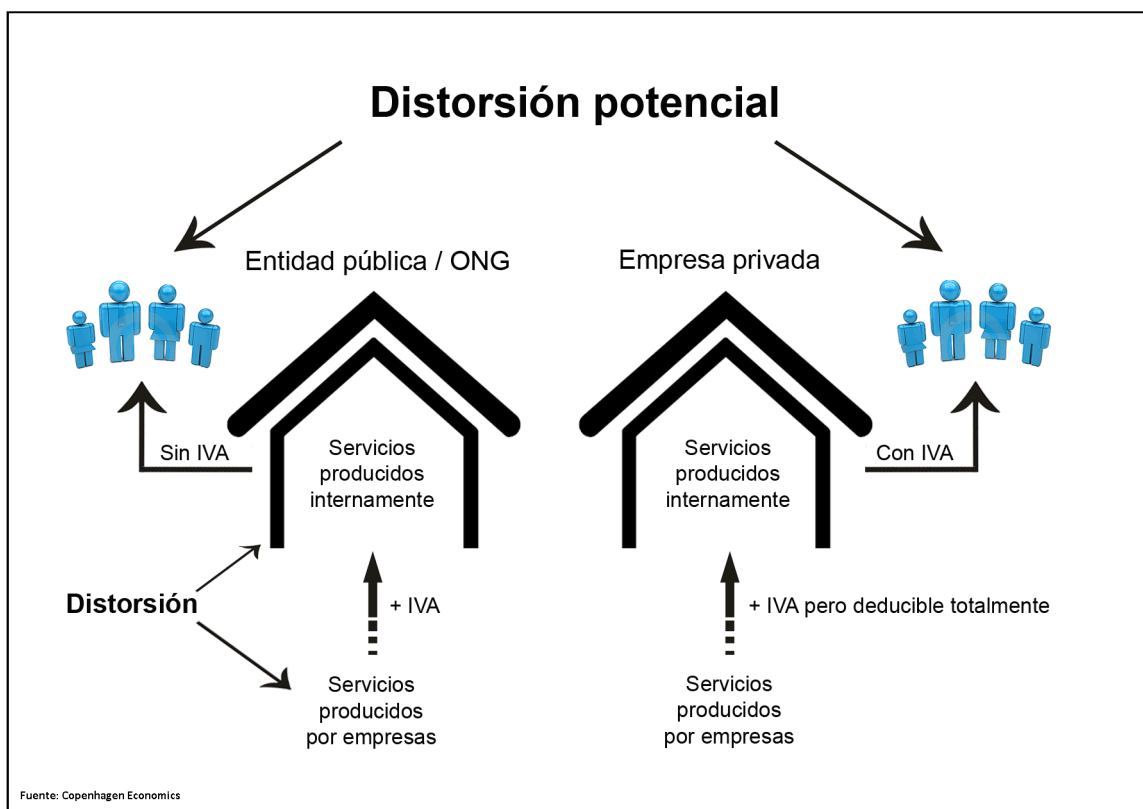 Distorsión potencial
Entidad pública / ONG
Empresa privada
Sin IVA
Servicios
producidos
internamente
Servicios
producidos
internamente
Con IVA
Distorsión
+ IVA
+ IVA pero deducible totalmente
Servicios
producidos
por empresas
Servicios
producidos
por empresas
Fuente: Copenhagen Economics